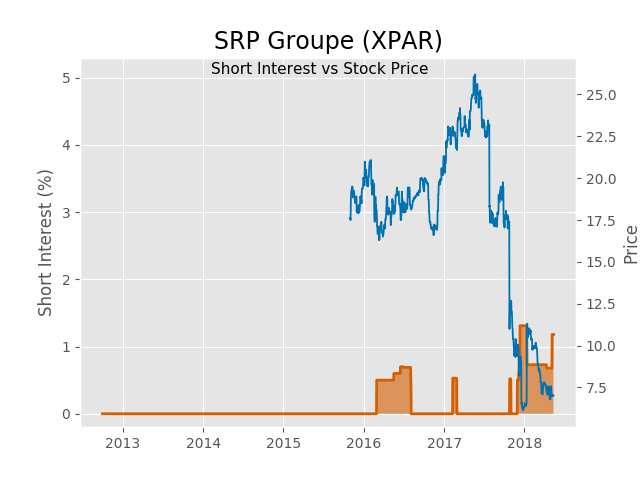 SRP Groupe (XPAR)
Short Interest vs Stock Price
Short Interest (%)
5
4
3
2
1
0
25.0
22.5
20.0
17.5
15.0
12.5
10.0
7.5
Price
2013 2014 2015 2016 2017 2018